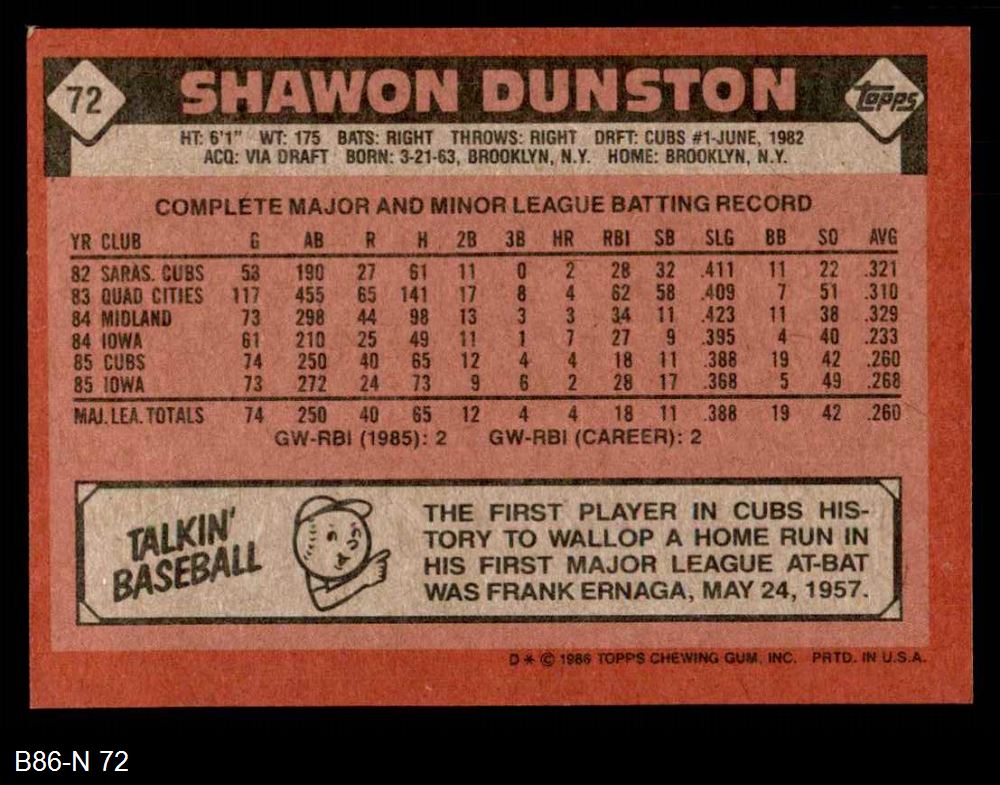 72 SHAWON DUNSTON Topps
HT: 6'1" WT: 175 BATS: RIGHT THROWS: RIGHT DRFT: CUBS #1-JUNE, 1982
ACQ: VIA DRAFT BORN: 3-21-63, BROOKLYN, N.Y. HOME: BROOKLYN, N.Y.
COMPLETE MAJOR AND MINOR LEAGUE BATTING RECORD
YR CLUB G AB R H 2B 3B HR RBI SB SLG BB SO AVG
82 SARAS. CUBS 53 190 27 61 11 0 2 28 32 .411 11 22 .321
83 QUAD CITIES 117 455 65 141 17 8 4 62 58 .409 7 51 .310
84 MIDLAND 73 298 44 98 13 3 3 34 11 .423 11 38 .329
84 IOWA 61 210 25 49 11 1 7 27 9 .395 4 40 .233
85 CUBS 74 250 40 65 12 4 4 18 11 .388 19 42 .260
85 IOWA 73 272 24 73 9 6 2 28 17 .368 5 49 .268
MAJ. LEA. TOTALS 74 250 40 65 12 4 4 18 11 .388 19 42 .260
GW-RBI (1985): 2 GW-RBI (CAREER): 2
TALKIN'
BASEBALL
THE FIRST PLAYER IN CUBS HIS-
TORY TO WALLOP A HOME RUN IN
HIS FIRST MAJOR LEAGUE AT-BAT
WAS FRANK ERNAGA, MAY 24, 1957.
D * © 1986 TOPPS CHEWING GUM, INC. PRTD. IN U.S.A.
B86-N 72